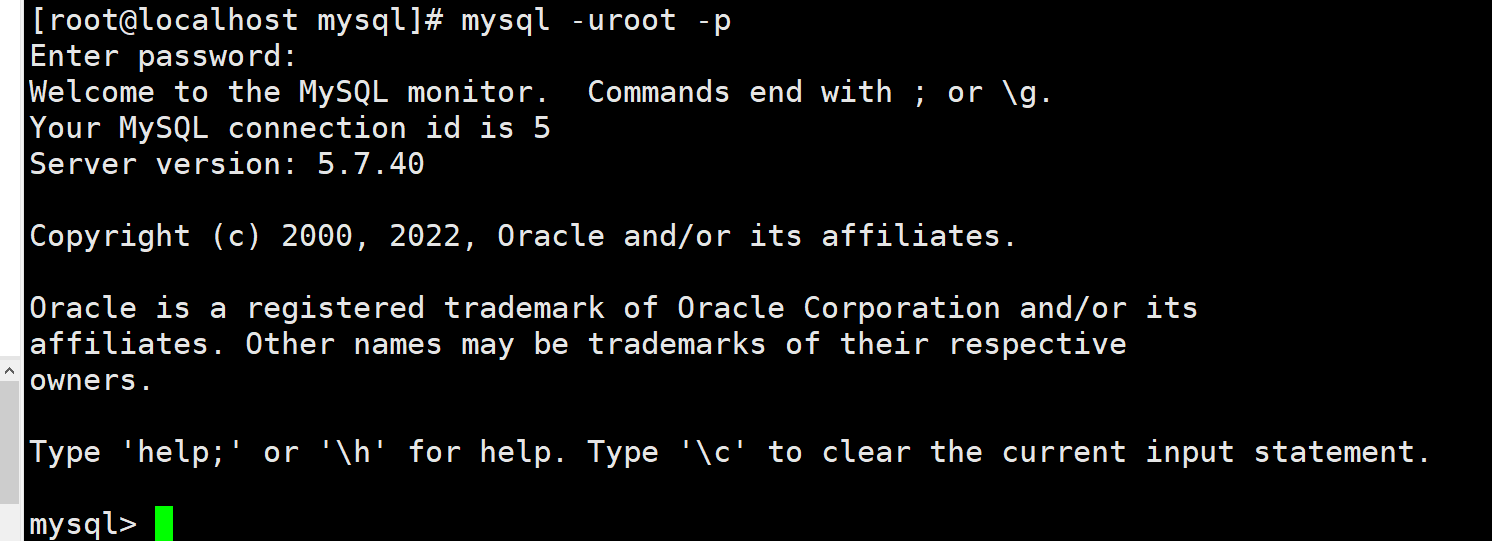 [root@localhost mysql]# mysql -uroot -p
Enter password:
Welcome to the MySQL monitor.  Commands end with ; or \g.
Your MySQL connection id is 5
Server version: 5.7.40
Copyright (c) 2000, 2022, Oracle and/or its affiliates.
Oracle is a registered trademark of Oracle Corporation and/or its
affiliates. Other names may be trademarks of their respective
owners.
Type 'help;' or '\h' for help. Type '\c' to clear the current input statement.
mysql>